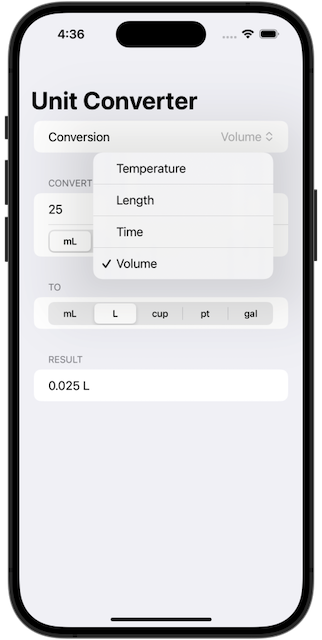 4:36
Unit Converter
Conversion Volume
Temperature
CONVERT
Length
25
Time
mL
✓ Volume
TO
mL L cup pt gal
RESULT
0.025 L